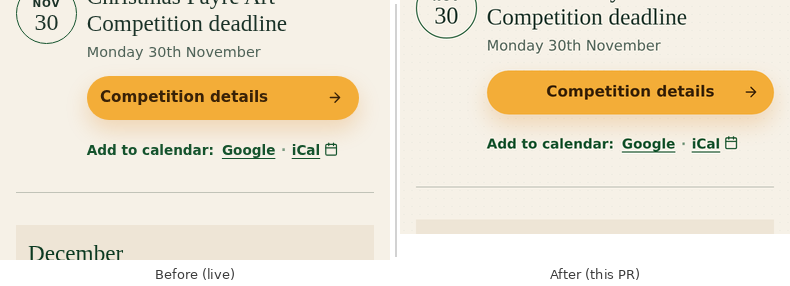 NOV
30
Christmas Payre Art
Competition deadline
Monday 30th November
Competition details →
Add to calendar: Google · iCal
December
Before (live)
30
Competition deadline
Monday 30th November
Competition details →
Add to calendar: Google · iCal
After (this PR)